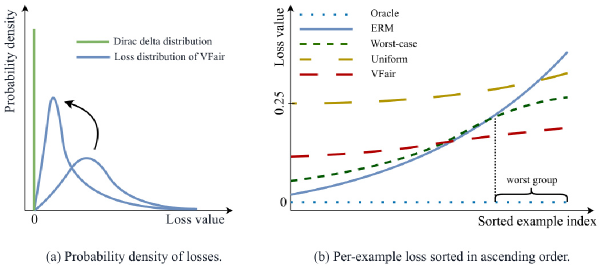 Probability density
Dirac delta distribution
Loss distribution of VFair
0
Loss value
(a) Probability density of losses.
Loss value
Oracle
ERM
Worst-case
Uniform
VFair
0.25
0
worst group
Sorted example index
(b) Per-example loss sorted in ascending order.